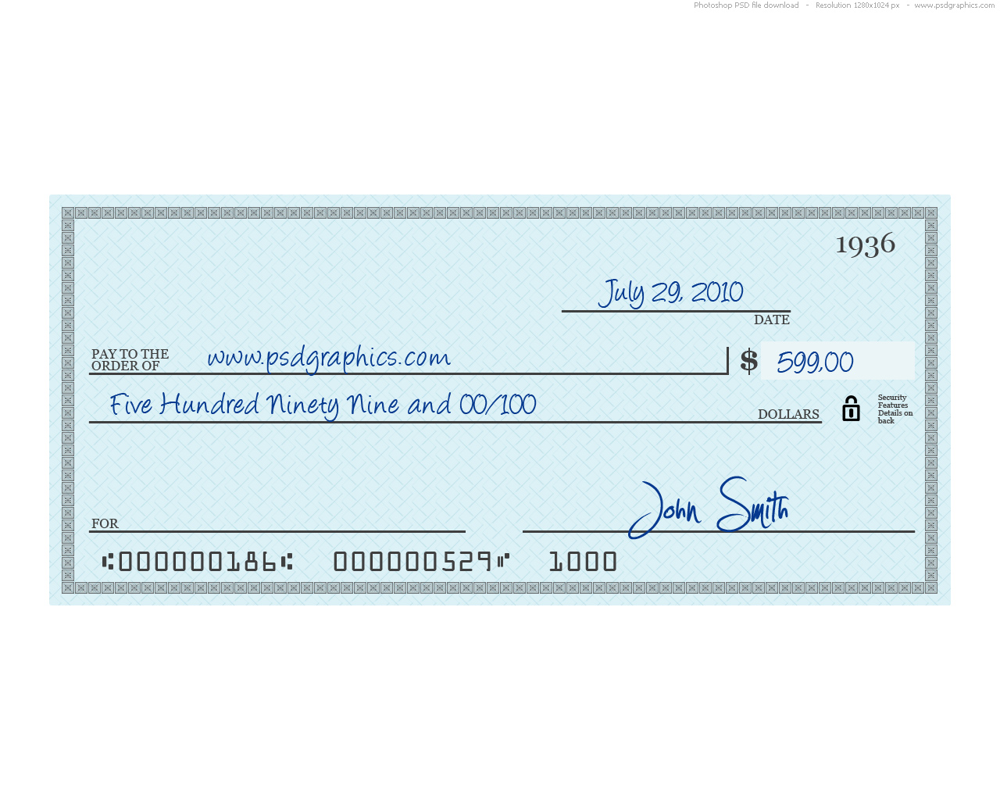 Photoshop PSD file download - Resolution 1280x1024 px - www.psdgraphics.com
1936
July 29, 2010
DATE
PAY TO THE
ORDER OF www.psdgraphics.com $ 599,00
Five Hundred Ninety Nine and 00/100 DOLLARS
Security
Features
Details on
back
FOR John Smith
⑆000000186⑆ 000000529⑈ 1000